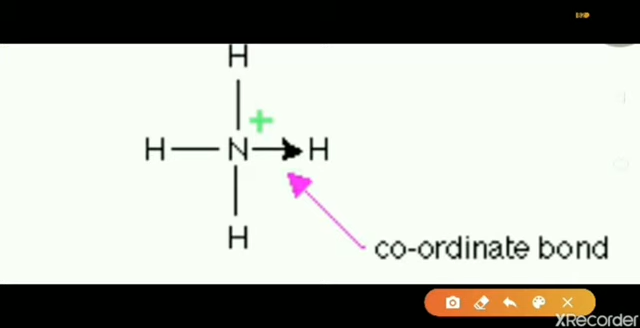 H
+
H N H
H
co-ordinate bond
XRecorder